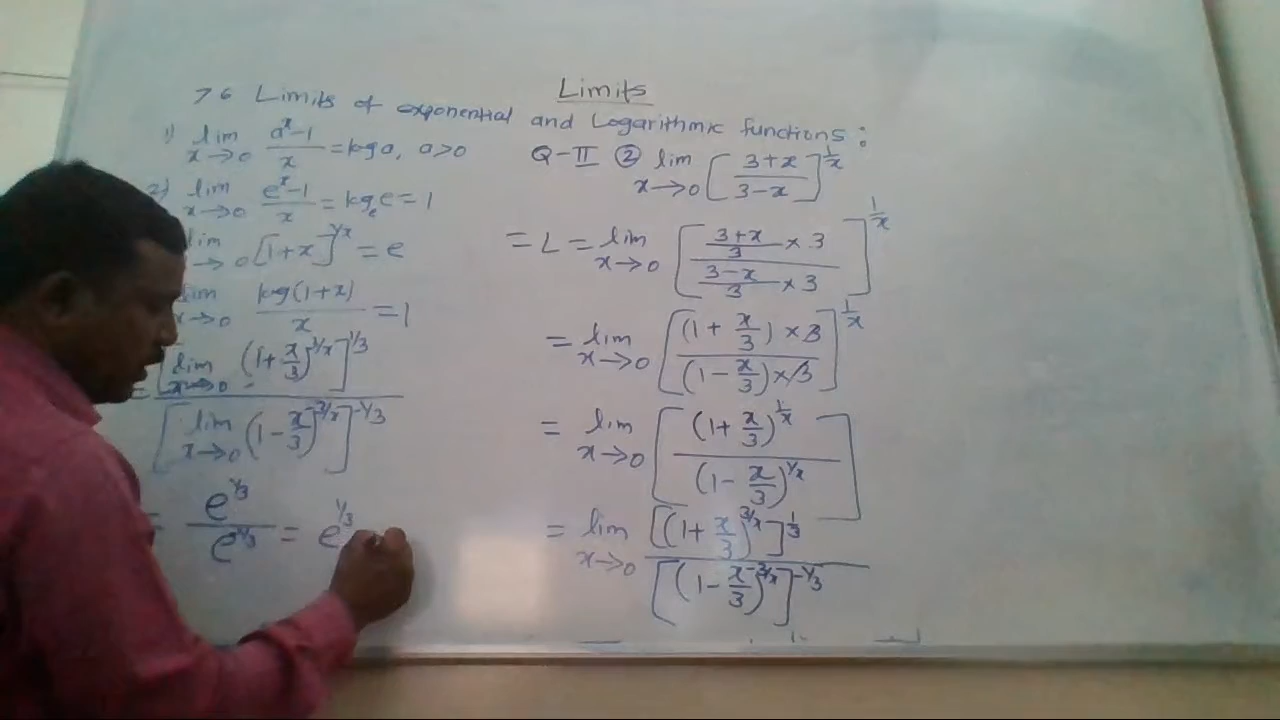 Limits
76 Limits of exponential and Logarithmic functions:
1) lim x→0 (a^x-1)/x = loga, a>0
2) lim x→0 (e^x-1)/x = log_e e = 1
lim →0 [1+x]^1/x = e
lim x→0 log(1+x)/x = 1
= [lim x→0 (1+x/3)^3/x]^1/3
[lim x→0 (1-x/3)^-3/x]^-1/3
= e^1/3 / e^-1/3 = e^1/3
Q-II ② lim x→0 [(3+x)/(3-x)]^1/x
= L = lim x→0 [((3+x)/3 × 3)/((3-x)/3 × 3)]^1/x
= lim x→0 [((1+x/3)×3)/((1-x/3)×3)]^1/x
= lim x→0 [(1+x/3)^1/x / (1-x/3)^1/x]
= lim x→0 [(1+x/3)^3/x]^1/3 / [(1-x/3)^-3/x]^-1/3